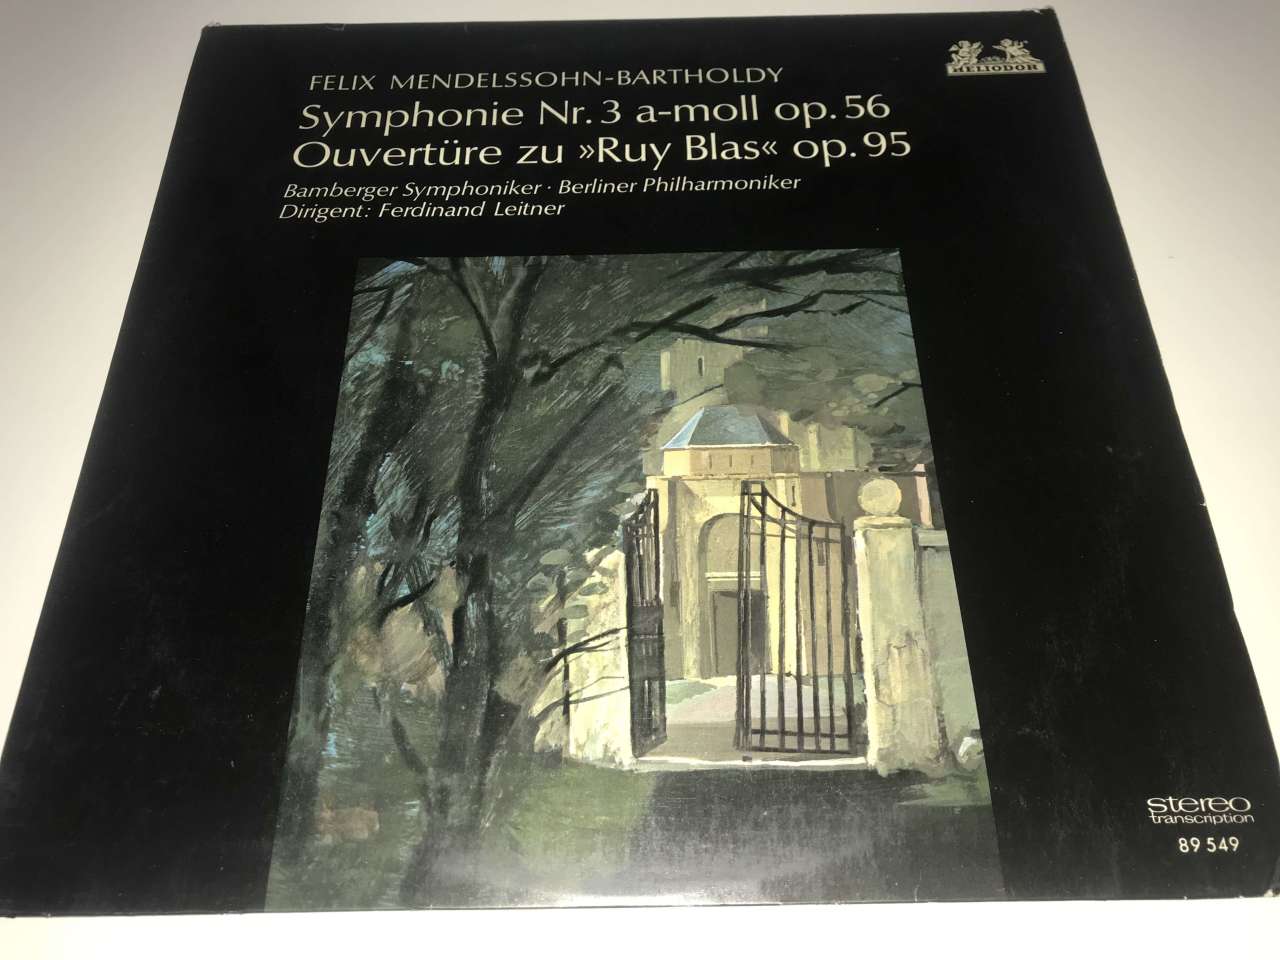 HELIODOR
FELIX MENDELSSOHN-BARTHOLDY
Symphonie Nr. 3 a-moll op. 56
Ouvertüre zu »Ruy Blas« op. 95
Bamberger Symphoniker · Berliner Philharmoniker
Dirigent: Ferdinand Leitner
stereo
transcription
89 549